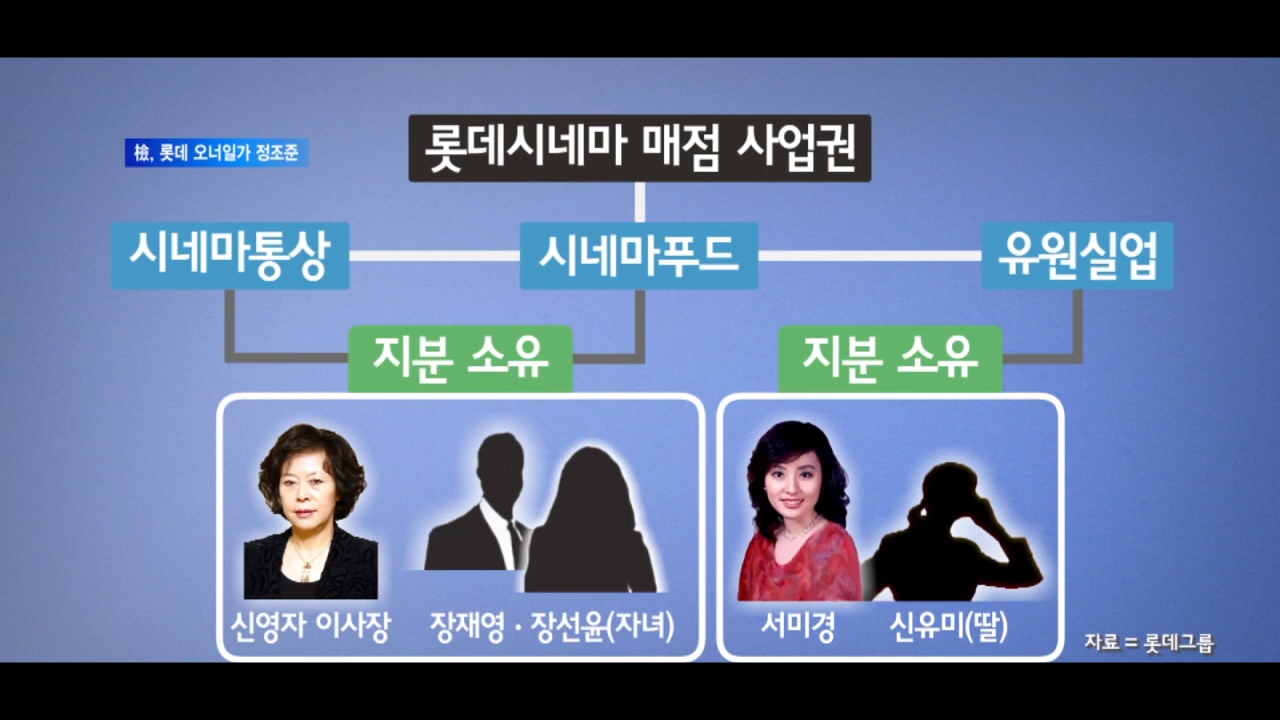 檢, 롯데 오너일가 정조준
롯데시네마 매점 사업권
시네마통상
시네마푸드
유원실업
지분 소유
지분 소유
신영자 이사장
장재영·장선윤(자녀)
서미경
신유미(딸)
자료 = 롯데그룹